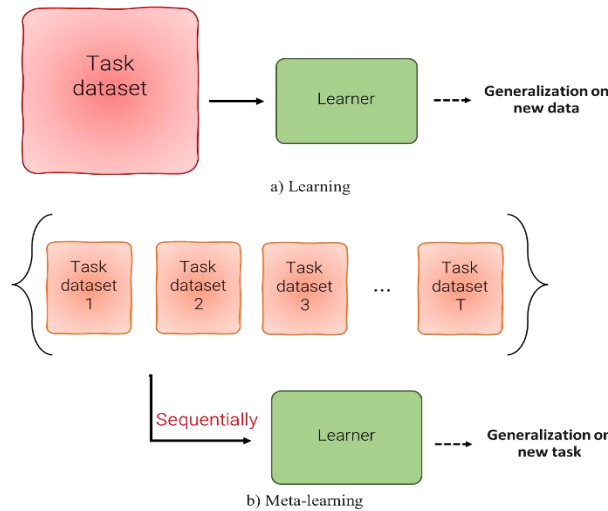 Task
dataset
Learner
Generalization on
new data
a) Learning
Task
dataset
1
Task
dataset
2
Task
dataset
3
...
Task
dataset
T
Sequentially
Learner
Generalization on
new task
b) Meta-learning